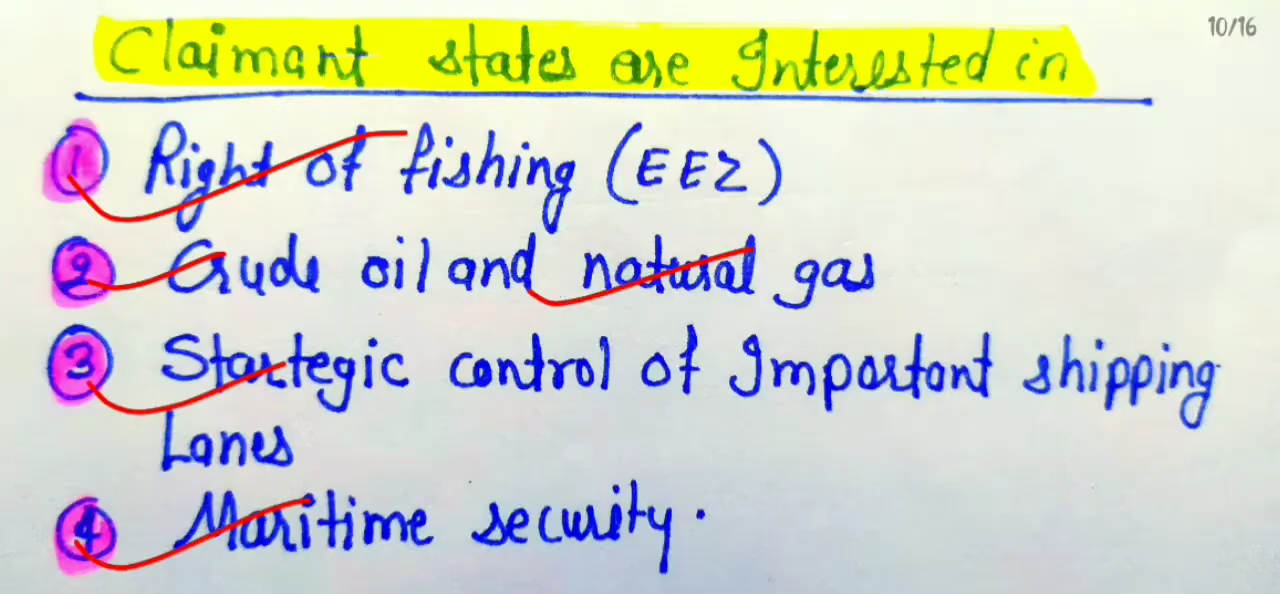 10/16
Claimant states are Interested in
1 Right of fishing (EEZ)
2 Crude oil and natural gas
3 Startegic control of Important shipping
Lanes
4 Maritime security.